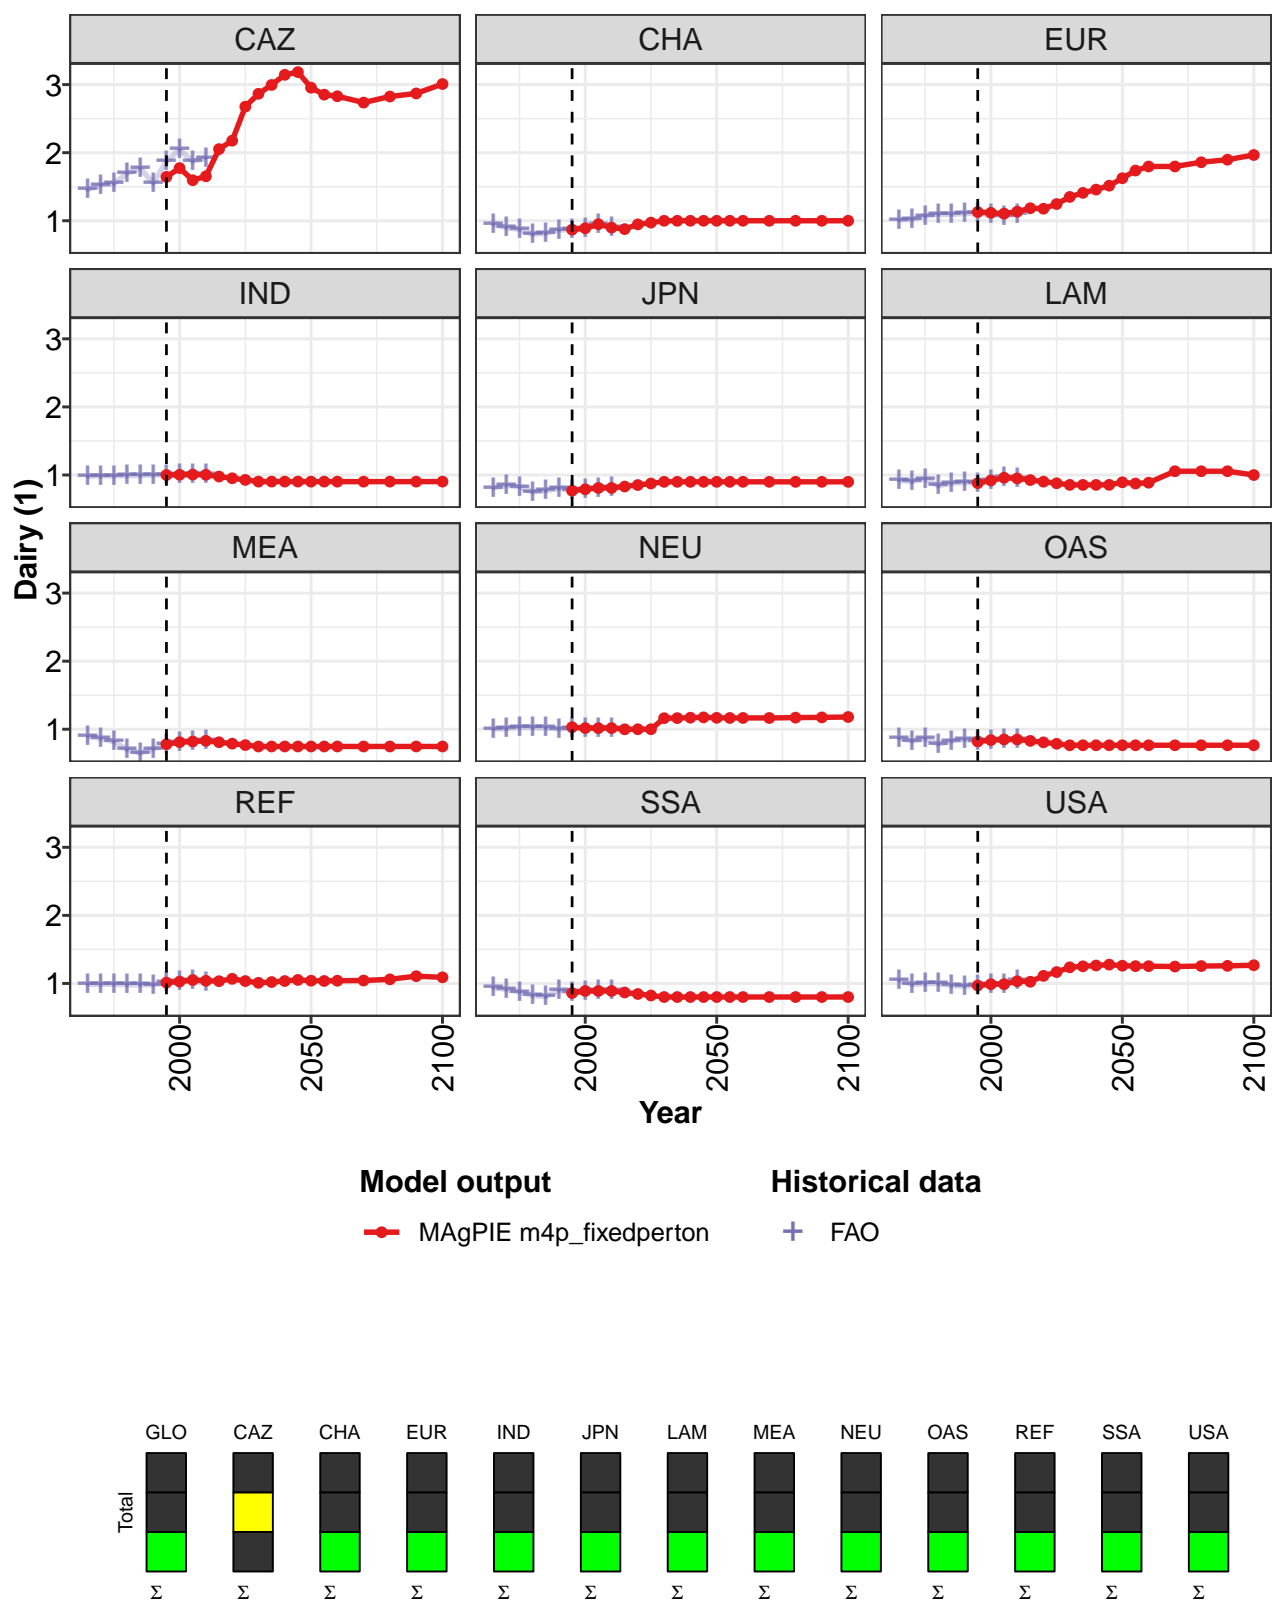 CAZ CHA EUR
3
2
1
IND JPN LAM
3
2
1
MEA NEU OAS
3
2
1
REF SSA USA
3
2
1
Dairy (1)
2000 2050 2100 2000 2050 2100 2000 2050 2100
Year
Model output Historical data
MAgPIE m4p_fixedperton FAO
GLO CAZ CHA EUR IND JPN LAM MEA NEU OAS REF SSA USA
Total
Σ Σ Σ Σ Σ Σ Σ Σ Σ Σ Σ Σ Σ